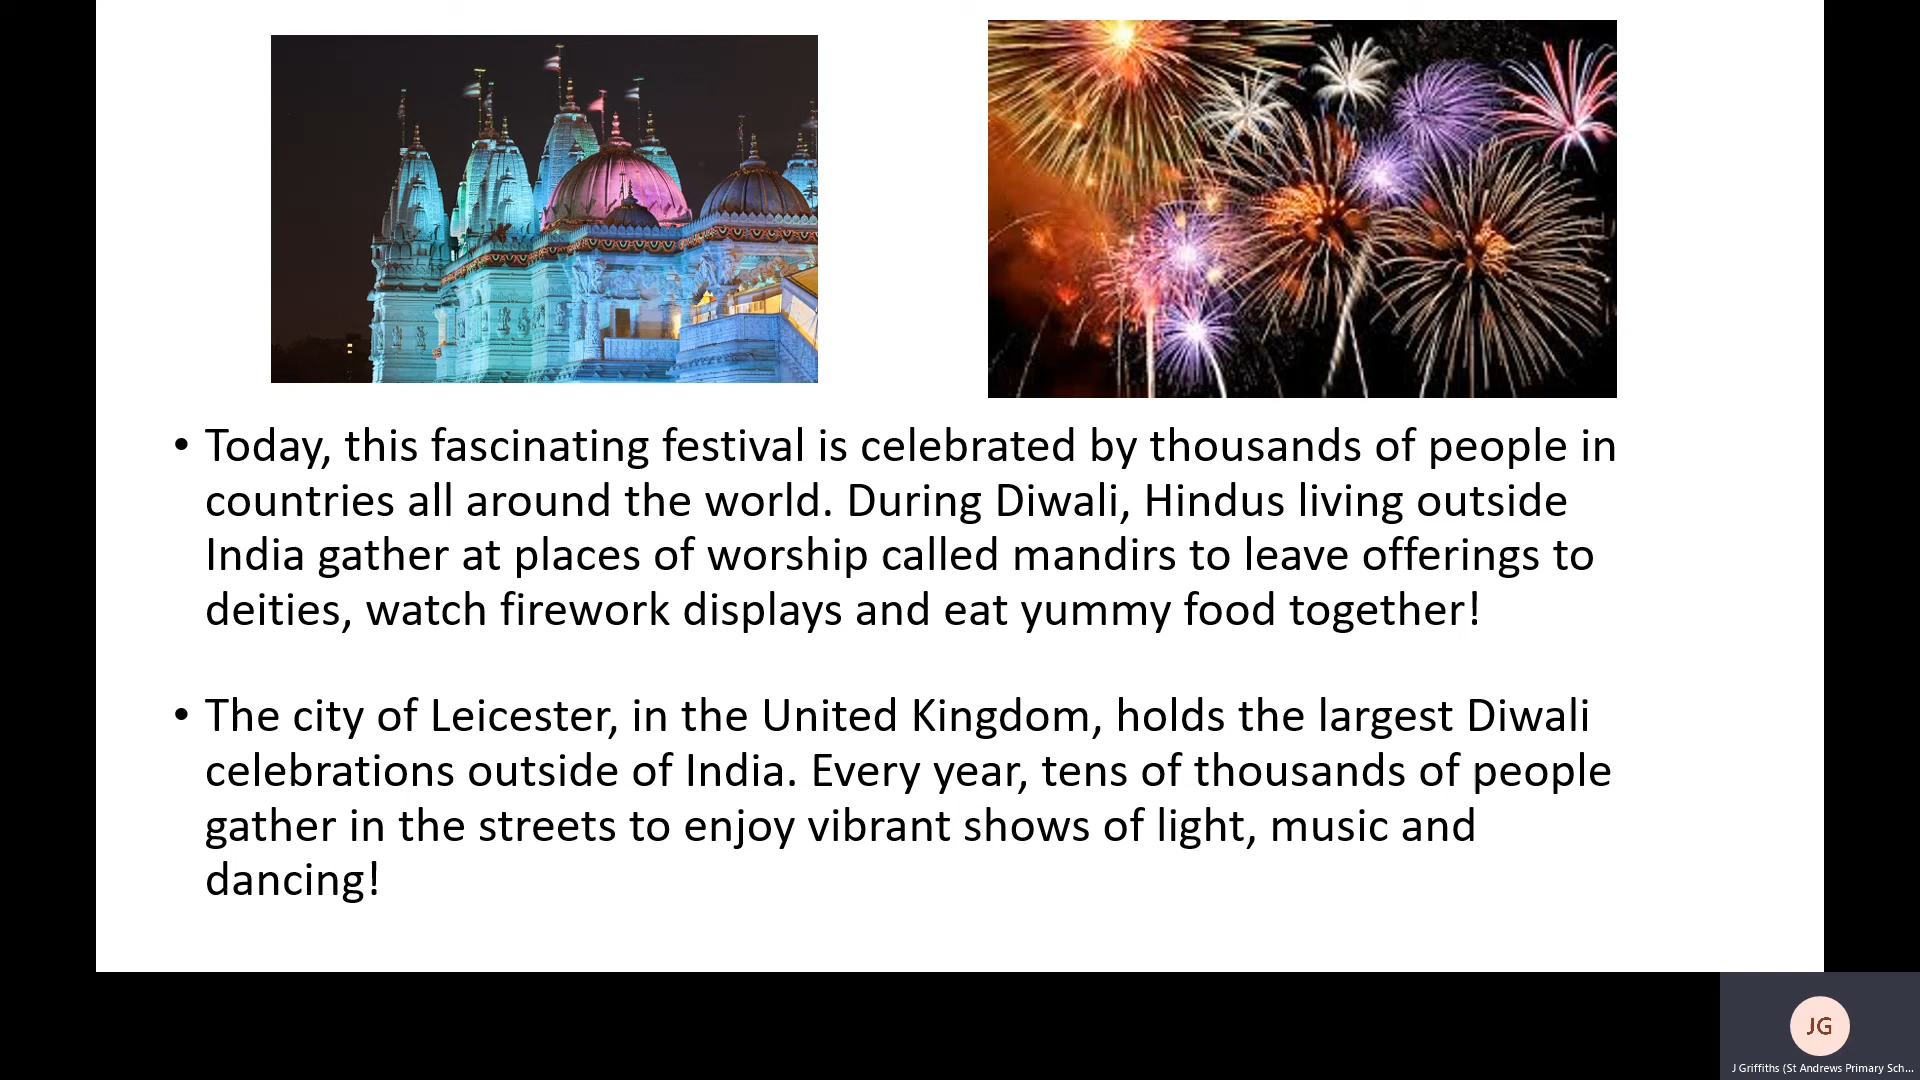 • Today, this fascinating festival is celebrated by thousands of people in
countries all around the world. During Diwali, Hindus living outside
India gather at places of worship called mandirs to leave offerings to
deities, watch firework displays and eat yummy food together!
• The city of Leicester, in the United Kingdom, holds the largest Diwali
celebrations outside of India. Every year, tens of thousands of people
gather in the streets to enjoy vibrant shows of light, music and
dancing!
JG
J Griffiths (St Andrews Primary Sch...